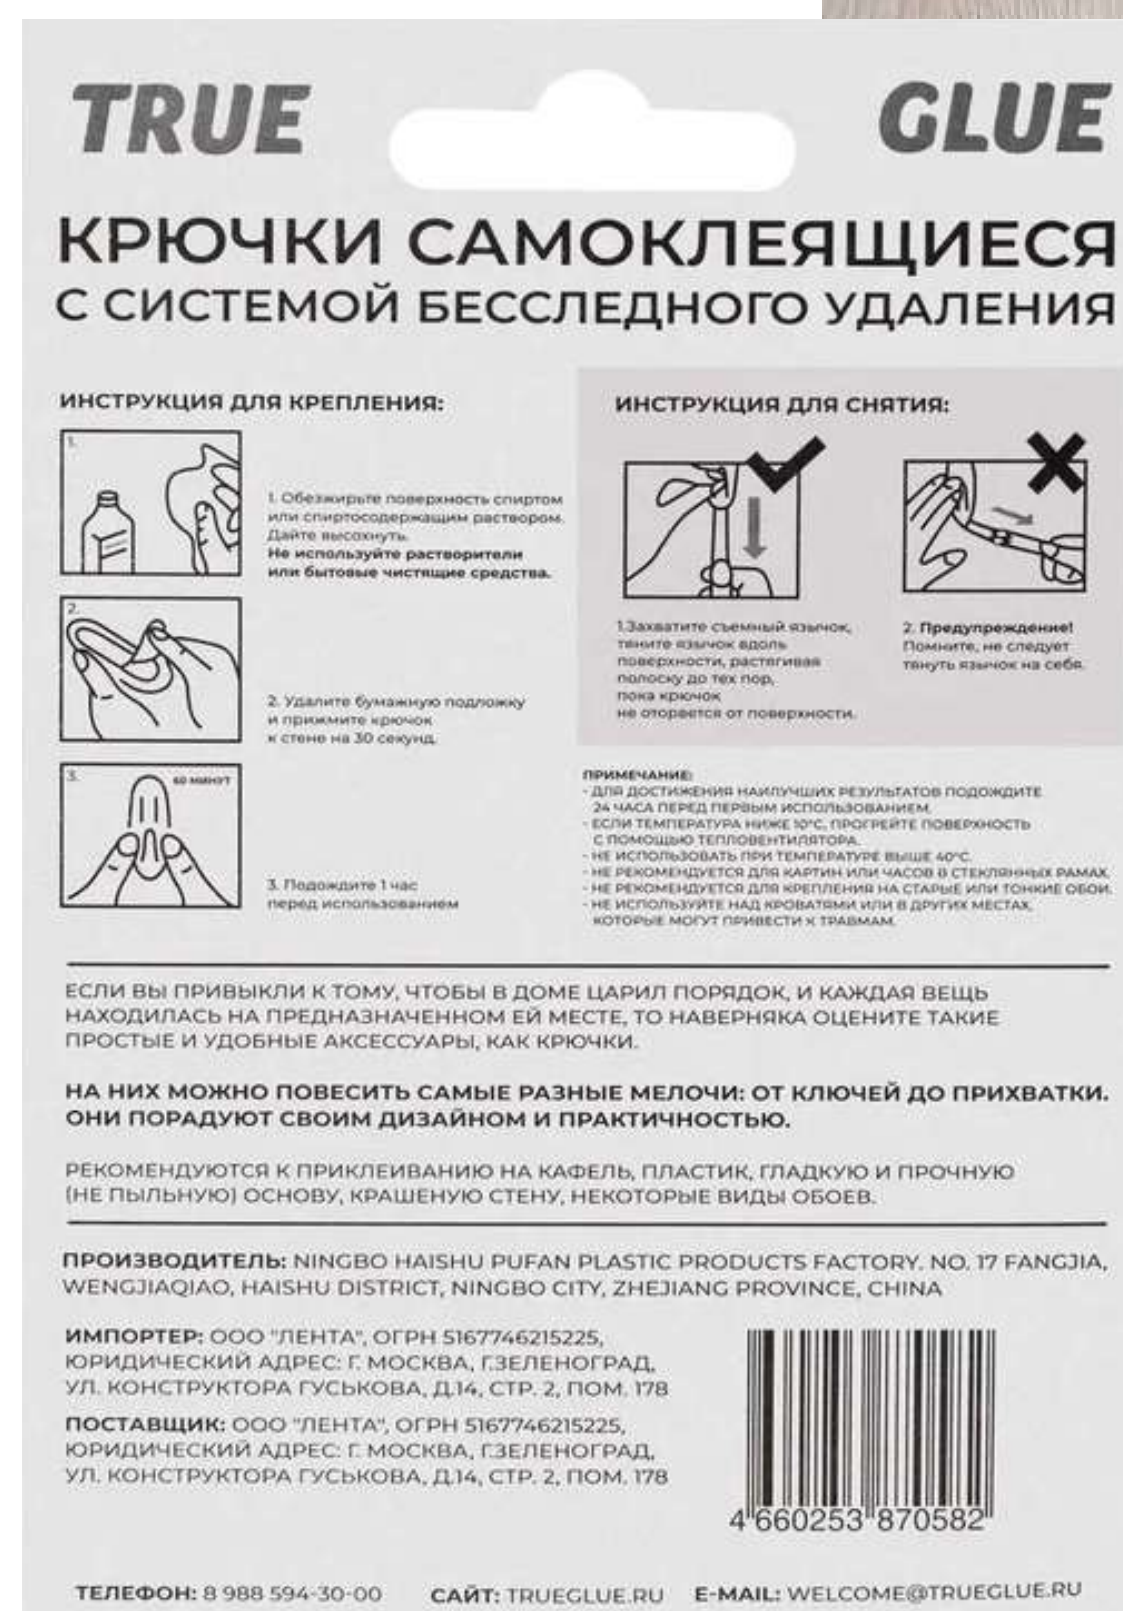 TRUE GLUE
КРЮЧКИ САМОКЛЕЯЩИЕСЯ
С СИСТЕМОЙ БЕССЛЕДНОГО УДАЛЕНИЯ
ИНСТРУКЦИЯ ДЛЯ КРЕПЛЕНИЯ:
1.
1. Обезжирьте поверхность спиртом
или спиртосодержащим раствором.
Дайте высохнуть.
Не используйте растворители
или бытовые чистящие средства.
2.
2. Удалите бумажную подложку
и прижмите крючок
к стене на 30 секунд.
3.
60 МИНУТ
3. Подождите 1 час
перед использованием
ИНСТРУКЦИЯ ДЛЯ СНЯТИЯ:
1.Захватите съемный язычок,
тяните язычок вдоль
поверхности, растягивая
полоску до тех пор,
пока крючок
не оторвется от поверхности.
2. Предупреждение!
Помните, не следует
тянуть язычок на себя.
ПРИМЕЧАНИЕ:
- ДЛЯ ДОСТИЖЕНИЯ НАИЛУЧШИХ РЕЗУЛЬТАТОВ ПОДОЖДИТЕ
24 ЧАСА ПЕРЕД ПЕРВЫМ ИСПОЛЬЗОВАНИЕМ.
- ЕСЛИ ТЕМПЕРАТУРА НИЖЕ 10°C, ПРОГРЕЙТЕ ПОВЕРХНОСТЬ
С ПОМОЩЬЮ ТЕПЛОВЕНТИЛЯТОРА.
- НЕ ИСПОЛЬЗОВАТЬ ПРИ ТЕМПЕРАТУРЕ ВЫШЕ 40°C.
- НЕ РЕКОМЕНДУЕТСЯ ДЛЯ КАРТИН ИЛИ ЧАСОВ В СТЕКЛЯННЫХ РАМАХ.
- НЕ РЕКОМЕНДУЕТСЯ ДЛЯ КРЕПЛЕНИЯ НА СТАРЫЕ ИЛИ ТОНКИЕ ОБОИ.
- НЕ ИСПОЛЬЗУЙТЕ НАД КРОВАТЯМИ ИЛИ В ДРУГИХ МЕСТАХ,
КОТОРЫЕ МОГУТ ПРИВЕСТИ К ТРАВМАМ.
ЕСЛИ ВЫ ПРИВЫКЛИ К ТОМУ, ЧТОБЫ В ДОМЕ ЦАРИЛ ПОРЯДОК, И КАЖДАЯ ВЕЩЬ
НАХОДИЛАСЬ НА ПРЕДНАЗНАЧЕННОМ ЕЙ МЕСТЕ, ТО НАВЕРНЯКА ОЦЕНИТЕ ТАКИЕ
ПРОСТЫЕ И УДОБНЫЕ АКСЕССУАРЫ, КАК КРЮЧКИ.
НА НИХ МОЖНО ПОВЕСИТЬ САМЫЕ РАЗНЫЕ МЕЛОЧИ: ОТ КЛЮЧЕЙ ДО ПРИХВАТКИ.
ОНИ ПОРАДУЮТ СВОИМ ДИЗАЙНОМ И ПРАКТИЧНОСТЬЮ.
РЕКОМЕНДУЮТСЯ К ПРИКЛЕИВАНИЮ НА КАФЕЛЬ, ПЛАСТИК, ГЛАДКУЮ И ПРОЧНУЮ
(НЕ ПЫЛЬНУЮ) ОСНОВУ, КРАШЕНУЮ СТЕНУ, НЕКОТОРЫЕ ВИДЫ ОБОЕВ.
ПРОИЗВОДИТЕЛЬ: NINGBO HAISHU PUFAN PLASTIC PRODUCTS FACTORY. NO. 17 FANGJIA,
WENGJIAQIAO, HAISHU DISTRICT, NINGBO CITY, ZHEJIANG PROVINCE, CHINA
ИМПОРТЕР: ООО "ЛЕНТА", ОГРН 5167746215225,
ЮРИДИЧЕСКИЙ АДРЕС: Г. МОСКВА, Г.ЗЕЛЕНОГРАД,
УЛ. КОНСТРУКТОРА ГУСЬКОВА, Д.14, СТР. 2, ПОМ. 178
ПОСТАВЩИК: ООО "ЛЕНТА", ОГРН 5167746215225,
ЮРИДИЧЕСКИЙ АДРЕС: Г. МОСКВА, Г.ЗЕЛЕНОГРАД,
УЛ. КОНСТРУКТОРА ГУСЬКОВА, Д.14, СТР. 2, ПОМ. 178
4 660253 870582
ТЕЛЕФОН: 8 988 594-30-00 САЙТ: TRUEGLUE.RU E-MAIL: WELCOME@TRUEGLUE.RU